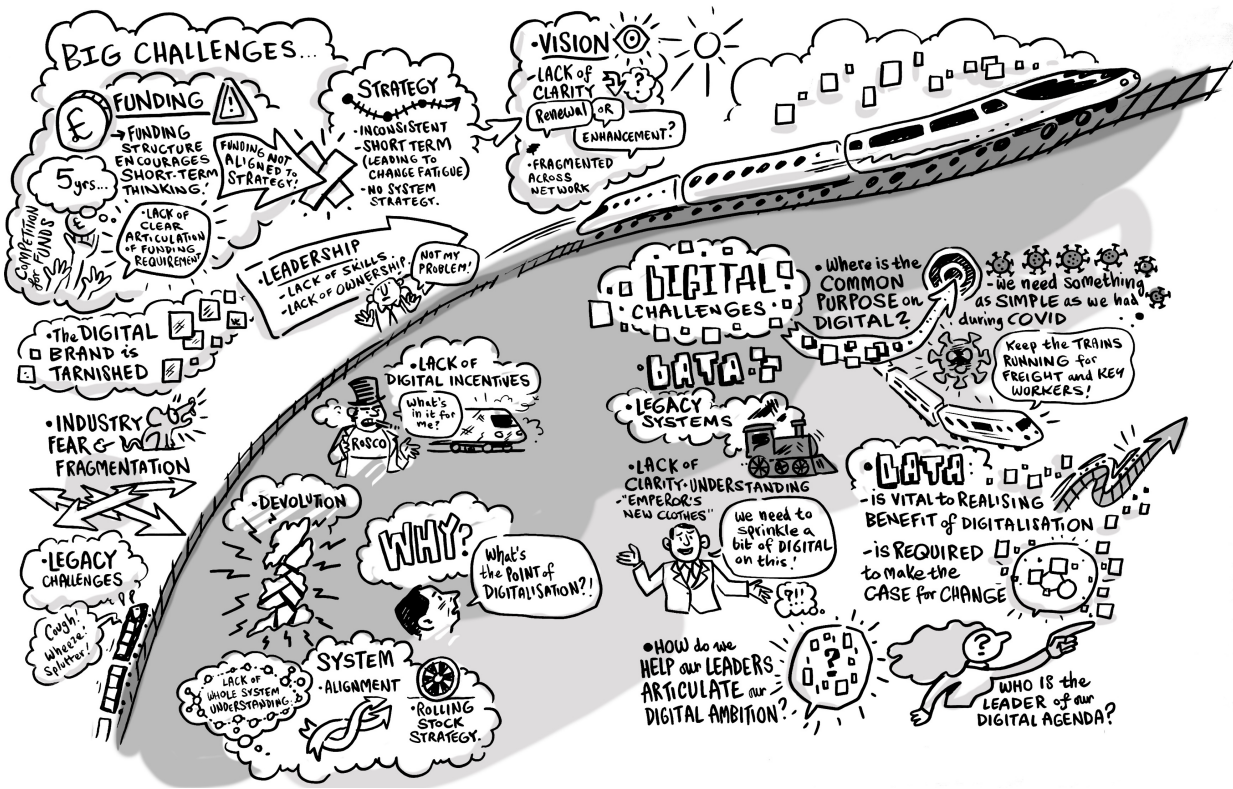 BIG CHALLENGES...
FUNDING
£
→ FUNDING
STRUCTURE
ENCOURAGES
SHORT-TERM
THINKING!
5 yrs...
£
COMPETITION
for FUNDS
• LACK OF
CLEAR
ARTICULATION
OF FUNDING
REQUIREMENT
FUNDING NOT
ALIGNED TO
STRATEGY!
STRATEGY
• INCONSISTENT
- SHORT TERM
(LEADING TO
CHANGE FATIGUE)
- NO SYSTEM
STRATEGY.
• VISION
- LACK OF
CLARITY
?
Renewal OR
ENHANCEMENT?
• FRAGMENTED
ACROSS
NETWORK
• LEADERSHIP
- LACK OF SKILLS
- LACK OF OWNERSHIP
NOT MY
PROBLEM!
• The DIGITAL
BRAND is
TARNISHED
• INDUSTRY
FEAR &
FRAGMENTATION
• LEGACY
CHALLENGES
Cough!
Wheeze!
Splutter!
• LACK OF
DIGITAL INCENTIVES
What's
in it for
me?
ROSCO
• DEVOLUTION
WHY?
What's
the POINT of
DIGITALISATION?!
LACK OF
WHOLE SYSTEM
UNDERSTANDING
SYSTEM
• ALIGNMENT
• ROLLING
STOCK
STRATEGY.
DIGITAL
CHALLENGES
• Where is the
COMMON
PURPOSE on
DIGITAL?
- We need something
as SIMPLE as we had
during COVID
Keep the TRAINS
RUNNING for
FREIGHT and KEY
WORKERS!
• DATA
• LEGACY
SYSTEMS
• LACK OF
CLARITY • UNDERSTANDING
- "EMPEROR'S
NEW CLOTHES"
We need to
sprinkle a
bit of DIGITAL
on this!
?!!
• DATA:
- is VITAL to REALISING
BENEFIT of DIGITALISATION
- is REQUIRED
to make the
CASE for CHANGE
• HOW do we
HELP our LEADERS
ARTICULATE our
DIGITAL AMBITION?
?
?
WHO IS the
LEADER of our
DIGITAL AGENDA?